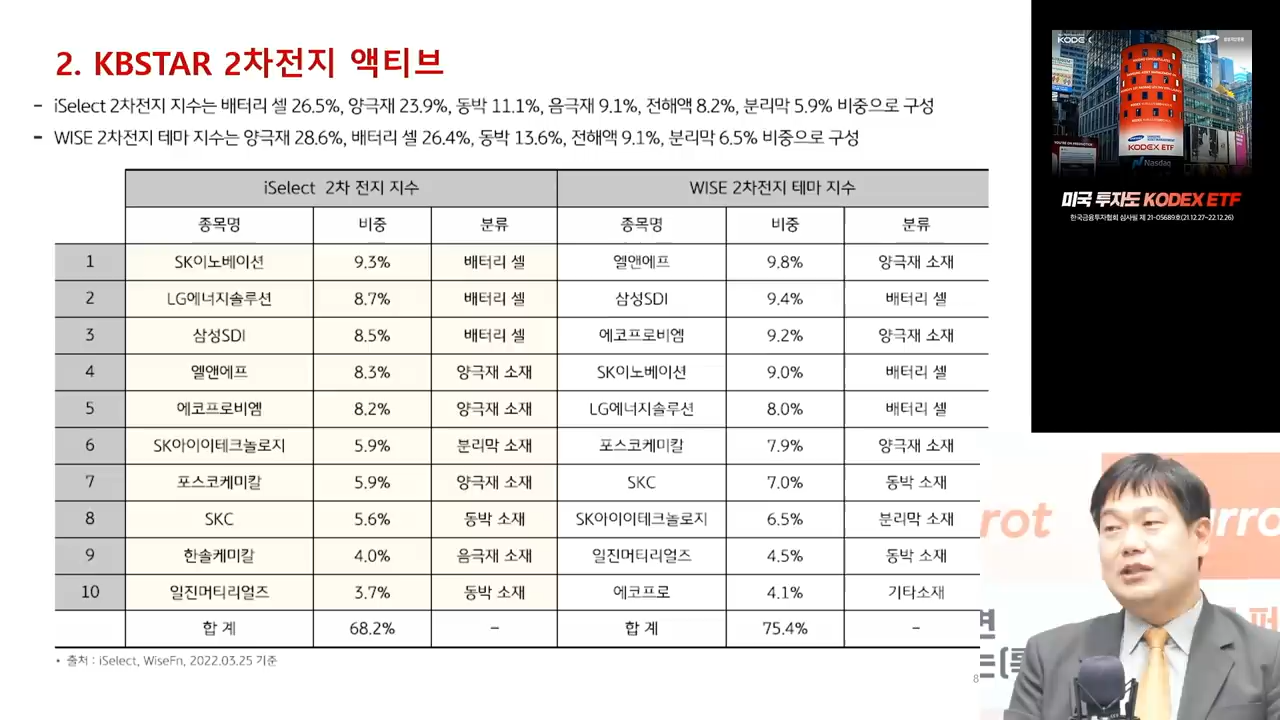 2. KBSTAR 2차전지 액티브
- iSelect 2차전지 지수는 배터리 셀 26.5%, 양극재 23.9%, 동박 11.1%, 음극재 9.1%, 전해액 8.2%, 분리막 5.9% 비중으로 구성
- WISE 2차전지 테마 지수는 양극재 28.6%, 배터리 셀 26.4%, 동박 13.6%, 전해액 9.1%, 분리막 6.5% 비중으로 구성
iSelect 2차 전지 지수 WISE 2차전지 테마 지수
종목명 비중 분류 종목명 비중 분류
1 SK이노베이션 9.3% 배터리 셀 엘앤에프 9.8% 양극재 소재
2 LG에너지솔루션 8.7% 배터리 셀 삼성SDI 9.4% 배터리 셀
3 삼성SDI 8.5% 배터리 셀 에코프로비엠 9.2% 양극재 소재
4 엘앤에프 8.3% 양극재 소재 SK이노베이션 9.0% 배터리 셀
5 에코프로비엠 8.2% 양극재 소재 LG에너지솔루션 8.0% 배터리 셀
6 SK아이이테크놀로지 5.9% 분리막 소재 포스코케미칼 7.9% 양극재 소재
7 포스코케미칼 5.9% 양극재 소재 SKC 7.0% 동박 소재
8 SKC 5.6% 동박 소재 SK아이이테크놀로지 6.5% 분리막 소재
9 한솔케미칼 4.0% 음극재 소재 일진머티리얼즈 4.5% 동박 소재
10 일진머티리얼즈 3.7% 동박 소재 에코프로 4.1% 기타소재
합 계 68.2% - 합 계 75.4% -
• 출처 : iSelect, WiseFn, 2022.03.25 기준
8
KODEX
SAMSUNG
KODEX ETF
Nasdaq
미국 투자도 KODEX ETF
한국금융투자협회 심사필 제 21-05689호(21.12.27~22.12.26)
rot
rro
면
퍼